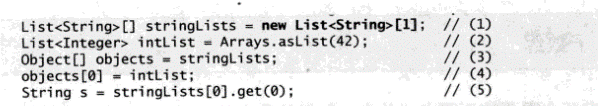 List<String>[] stringLists = new List<String>[1];  // (1)
List<Integer> intList = Arrays.asList(42);         // (2)
Object[] objects = stringLists;                    // (3)
objects[0] = intList;                              // (4)
String s = stringLists[0].get(0);                  // (5)